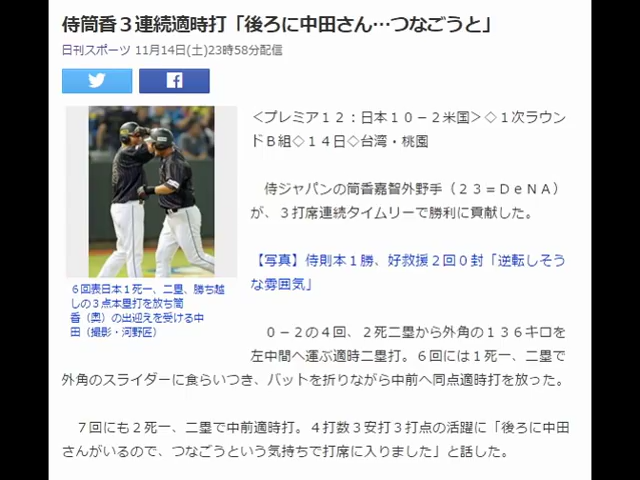 侍筒香３連続適時打「後ろに中田さん…つなごうと」
日刊スポーツ 11月14日(土)23時58分配信
＜プレミア１２：日本１０－２米国＞◇１次ラウン
ドＢ組◇１４日◇台湾・桃園
侍ジャパンの筒香嘉智外野手（２３＝ＤｅＮＡ）
が、３打席連続タイムリーで勝利に貢献した。
【写真】侍則本１勝、好救援２回０封「逆転しそう
な雰囲気」
６回表日本１死一、二塁、勝ち越
しの３点本塁打を放ち筒
香（奥）の出迎えを受ける中
田（撮影・河野匠）
０－２の４回、２死二塁から外角の１３６キロを
左中間へ運ぶ適時二塁打。６回には１死一、二塁で
外角のスライダーに食らいつき、バットを折りながら中前へ同点適時打を放った。
７回にも２死一、二塁で中前適時打。４打数３安打３打点の活躍に「後ろに中田
さんがいるので、つなごうという気持ちで打席に入りました」と話した。